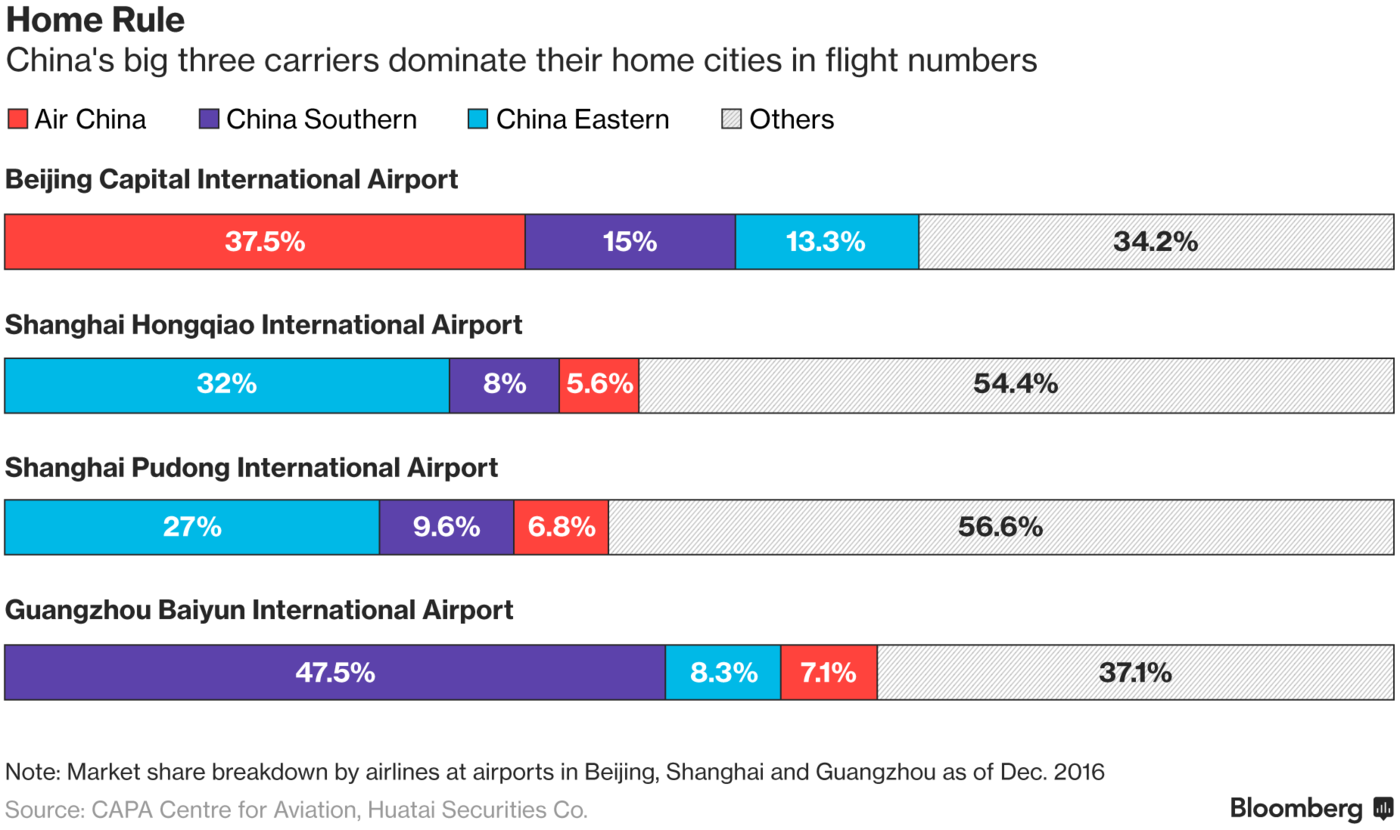 Home Rule
China's big three carriers dominate their home cities in flight numbers
Air China China Southern China Eastern Others
Beijing Capital International Airport
37.5% 15% 13.3% 34.2%
Shanghai Hongqiao International Airport
32% 8% 5.6% 54.4%
Shanghai Pudong International Airport
27% 9.6% 6.8% 56.6%
Guangzhou Baiyun International Airport
47.5% 8.3% 7.1% 37.1%
Note: Market share breakdown by airlines at airports in Beijing, Shanghai and Guangzhou as of Dec. 2016
Source: CAPA Centre for Aviation, Huatai Securities Co.
Bloomberg